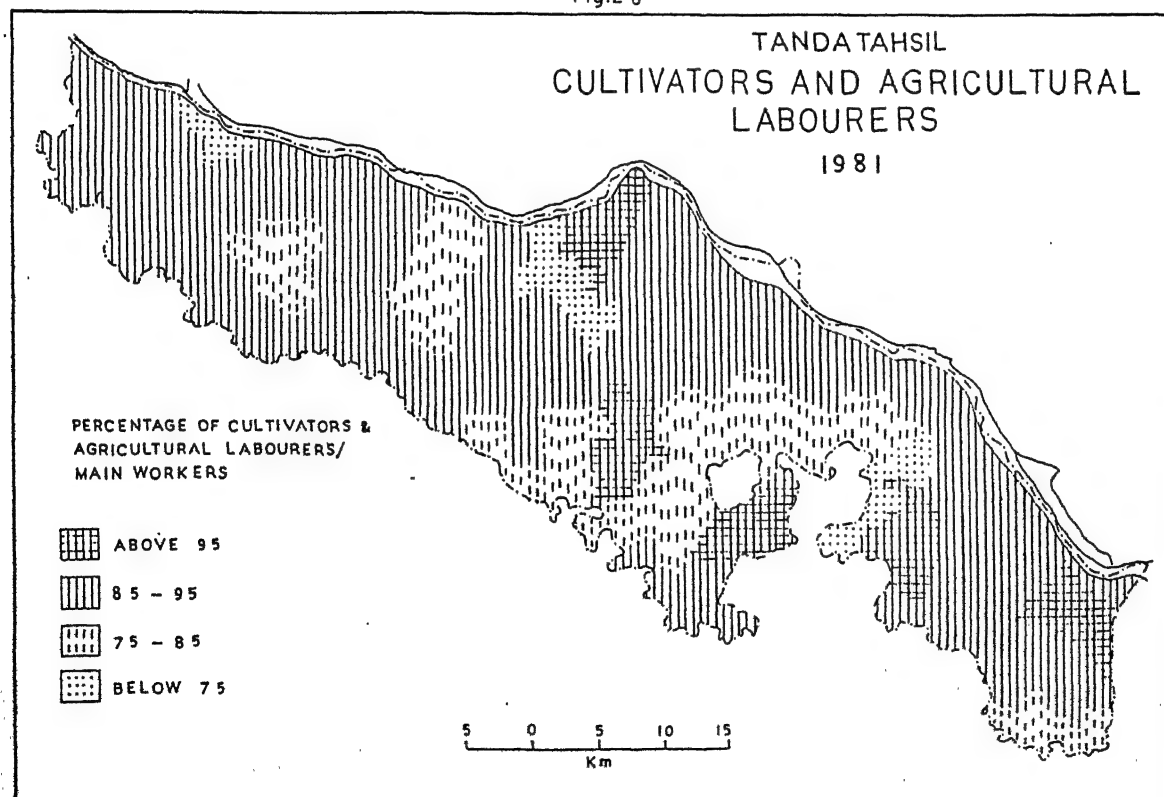 TANDA TAHSIL
CULTIVATORS AND AGRICULTURAL
LABOURERS
1981
PERCENTAGE OF CULTIVATORS &
AGRICULTURAL LABOURERS/
MAIN WORKERS
ABOVE 95
85 - 95
75 - 85
BELOW 75
5 0 5 10 15
Km